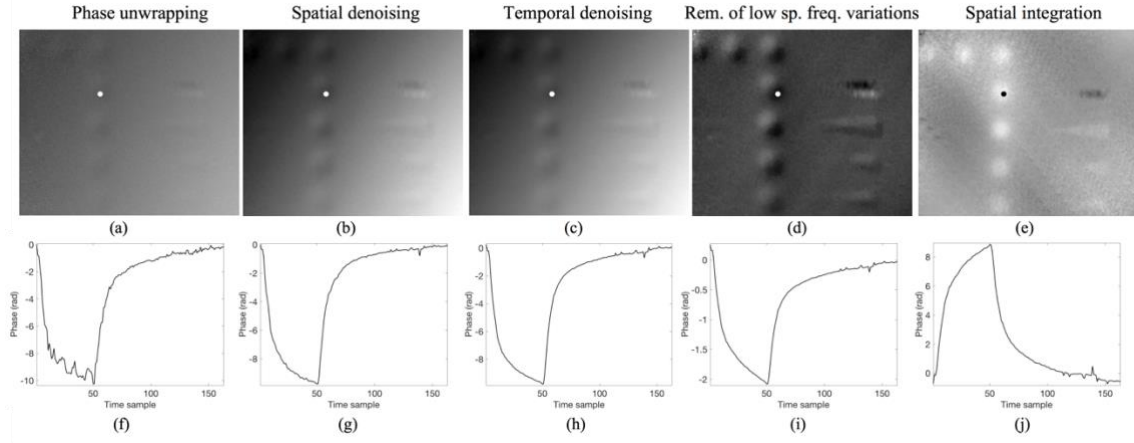 Phase unwrapping Spatial denoising Temporal denoising Rem. of low sp. freq. variations Spatial integration
(a) (b) (c) (d) (e)
0 -2 -4 -6 -8 -10
0 -2 -4 -6 -8
0 -2 -4 -6 -8
0 -0.5 -1 -1.5 -2
8 6 4 2 0
Phase (rad) Phase (rad) Phase (rad) Phase (rad) Phase (rad)
50 100 150 50 100 150 50 100 150 50 100 150 50 100 150
Time sample Time sample Time sample Time sample Time sample
(f) (g) (h) (i) (j)